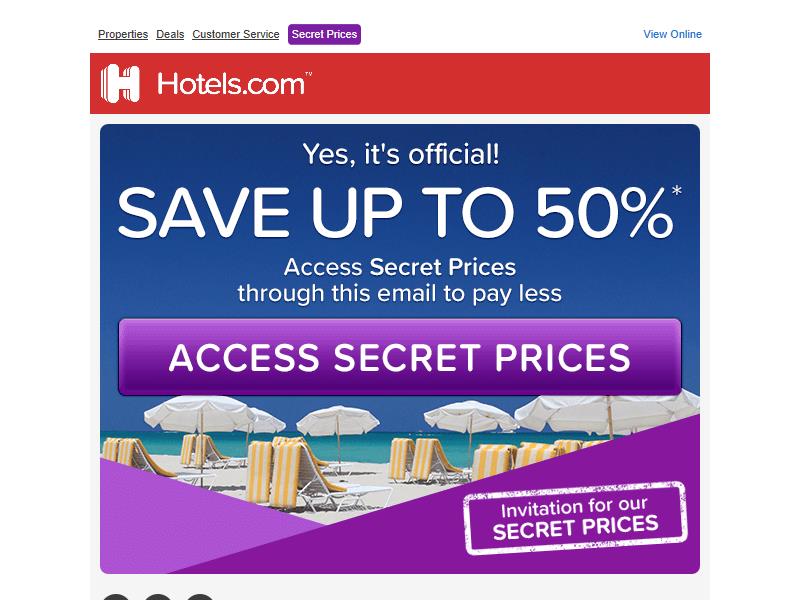 Properties Deals Customer Service Secret Prices View Online
Hotels.com™
Yes, it's official!
SAVE UP TO 50%*
Access Secret Prices
through this email to pay less
ACCESS SECRET PRICES
Invitation for our
SECRET PRICES